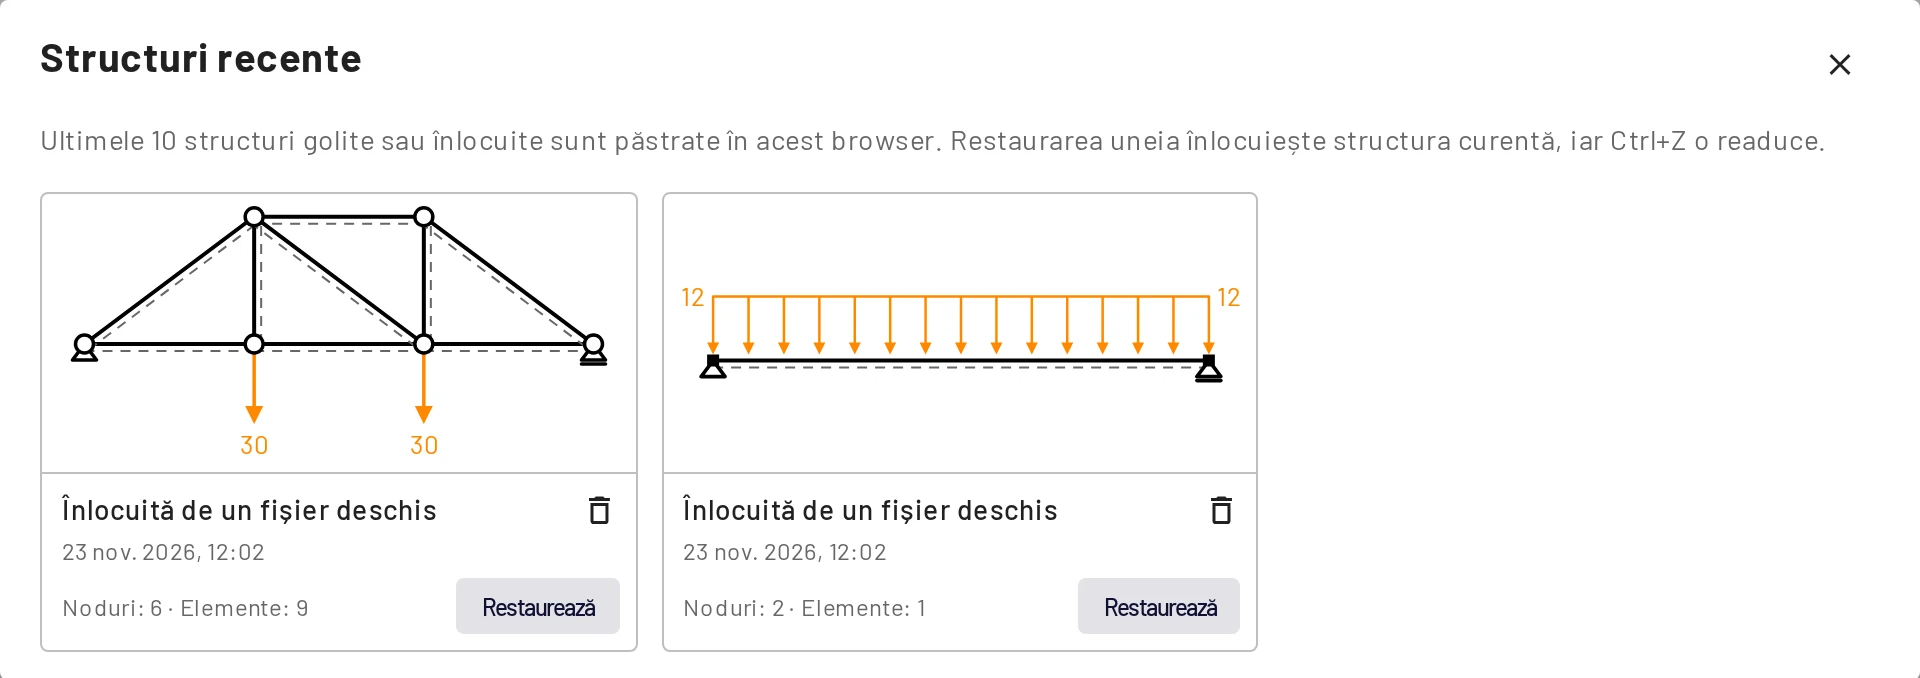 Structuri recente
Ultimele 10 structuri golite sau înlocuite sunt păstrate în acest browser. Restaurarea uneia înlocuiește structura curentă, iar Ctrl+Z o readuce.
30 30
12 12
Înlocuită de un fișier deschis
23 nov. 2026, 12:02
Noduri: 6 · Elemente: 9
Restaurează
Înlocuită de un fișier deschis
23 nov. 2026, 12:02
Noduri: 2 · Elemente: 1
Restaurează